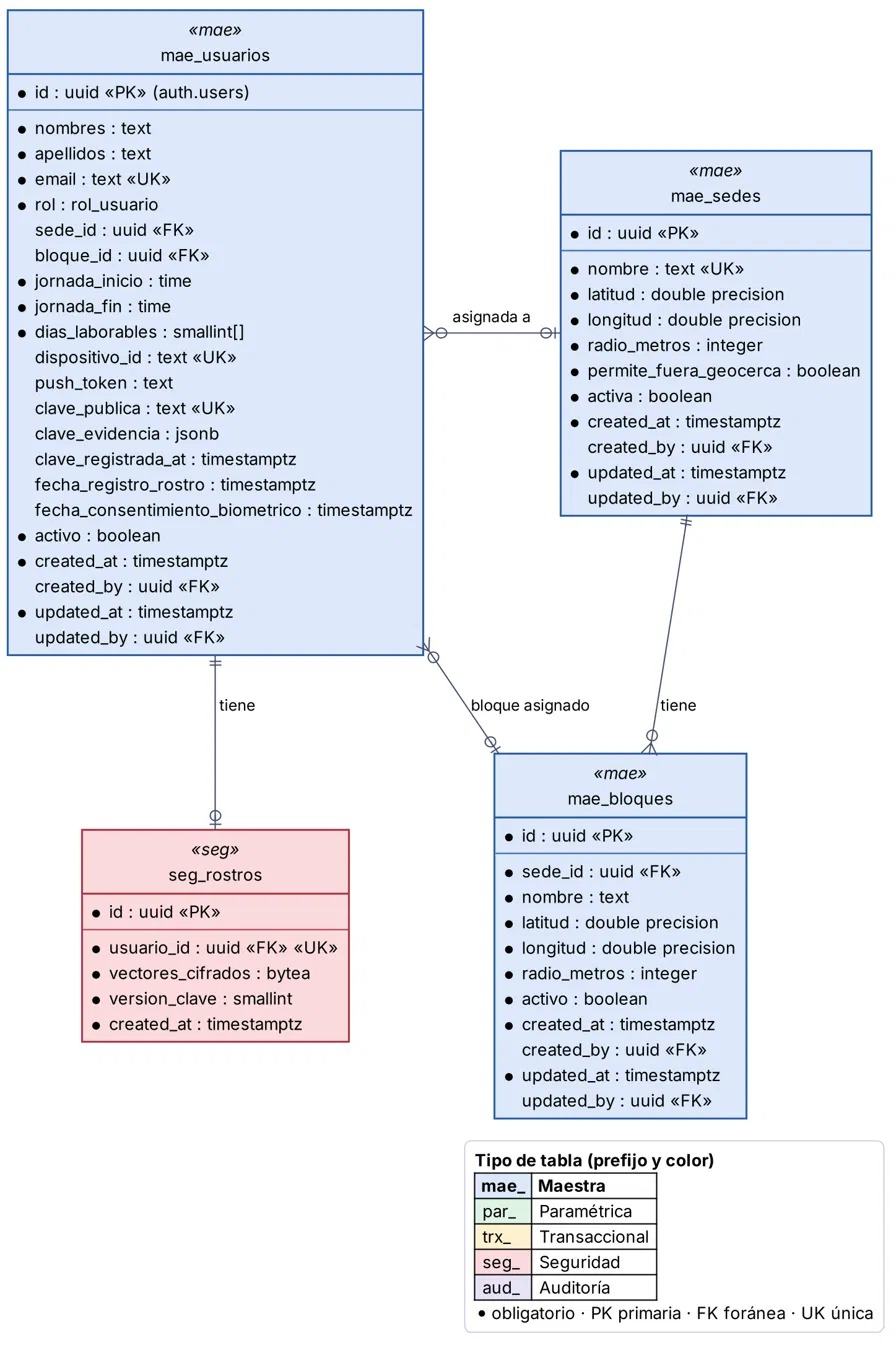 «mae»
mae_usuarios
● id : uuid «PK» (auth.users)
● nombres : text
● apellidos : text
● email : text «UK»
● rol : rol_usuario
sede_id : uuid «FK»
bloque_id : uuid «FK»
● jornada_inicio : time
● jornada_fin : time
● dias_laborables : smallint[]
dispositivo_id : text «UK»
push_token : text
clave_publica : text «UK»
clave_evidencia : jsonb
clave_registrada_at : timestamptz
fecha_registro_rostro : timestamptz
fecha_consentimiento_biometrico : timestamptz
● activo : boolean
● created_at : timestamptz
created_by : uuid «FK»
● updated_at : timestamptz
updated_by : uuid «FK»
asignada a
«mae»
mae_sedes
● id : uuid «PK»
● nombre : text «UK»
● latitud : double precision
● longitud : double precision
● radio_metros : integer
● permite_fuera_geocerca : boolean
● activa : boolean
● created_at : timestamptz
created_by : uuid «FK»
● updated_at : timestamptz
updated_by : uuid «FK»
tiene
bloque asignado
tiene
«seg»
seg_rostros
● id : uuid «PK»
● usuario_id : uuid «FK» «UK»
● vectores_cifrados : bytea
● version_clave : smallint
● created_at : timestamptz
«mae»
mae_bloques
● id : uuid «PK»
● sede_id : uuid «FK»
● nombre : text
● latitud : double precision
● longitud : double precision
● radio_metros : integer
● activo : boolean
● created_at : timestamptz
created_by : uuid «FK»
● updated_at : timestamptz
updated_by : uuid «FK»
Tipo de tabla (prefijo y color)
mae_ Maestra
par_ Paramétrica
trx_ Transaccional
seg_ Seguridad
aud_ Auditoría
• obligatorio · PK primaria · FK foránea · UK única